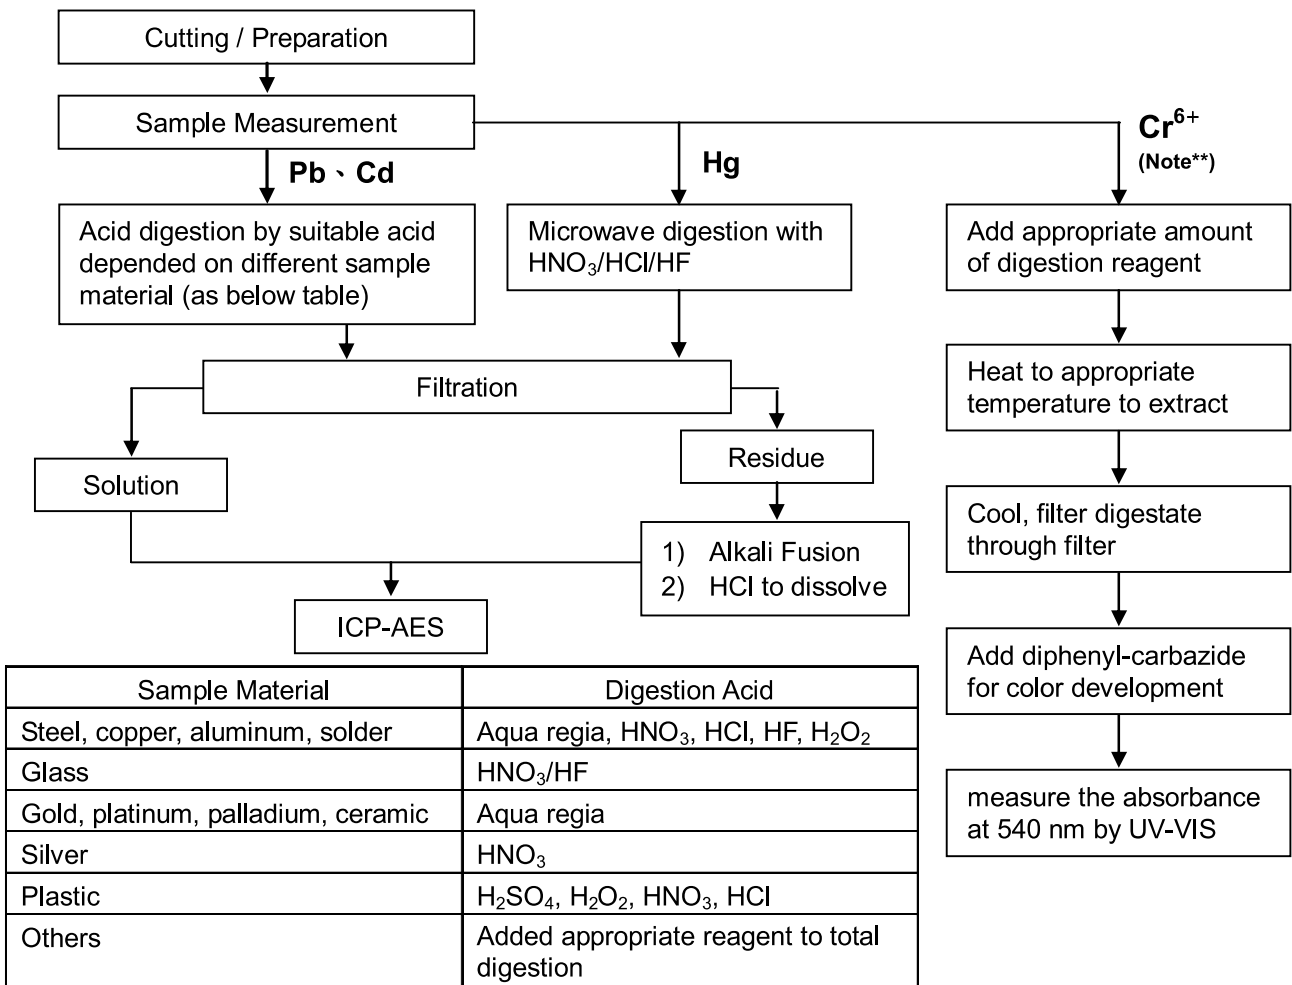 Cutting / Preparation
Sample Measurement
Pb、Cd
Hg
Cr⁶⁺
(Note**)
Acid digestion by suitable acid
depended on different sample
material (as below table)
Microwave digestion with
HNO₃/HCl/HF
Add appropriate amount
of digestion reagent
Filtration
Heat to appropriate
temperature to extract
Solution
Residue
1) Alkali Fusion
2) HCl to dissolve
Cool, filter digestate
through filter
ICP-AES
Add diphenyl-carbazide
for color development
measure the absorbance
at 540 nm by UV-VIS
Sample Material Digestion Acid
Steel, copper, aluminum, solder Aqua regia, HNO₃, HCl, HF, H₂O₂
Glass HNO₃/HF
Gold, platinum, palladium, ceramic Aqua regia
Silver HNO₃
Plastic H₂SO₄, H₂O₂, HNO₃, HCl
Others Added appropriate reagent to total
digestion